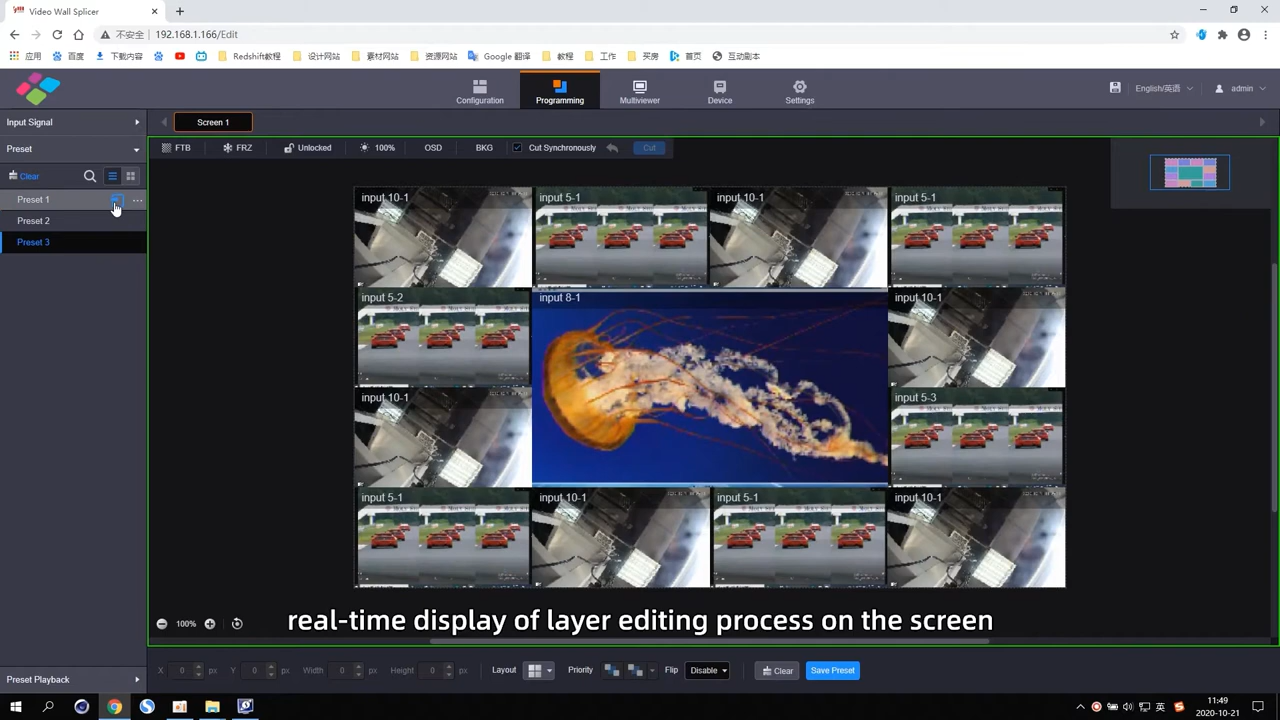 Video Wall Splicer
不安全 192.168.1.166/Edit
应用 百度 下载内容 Redshift教程 设计网站 素材网站 资源网站 Google 翻译 教程 工作 买房 首页 互动剧本
Configuration Programming Multiviewer Device Settings
English/英语 admin
Input Signal
Screen 1
Preset
FTB FRZ Unlocked 100% OSD BKG Cut Synchronously Cut
Clear
Preset 1
Preset 2
Preset 3
input 10-1 input 5-1 input 10-1 input 5-1
input 5-2 input 8-1 input 10-1
input 10-1 input 5-3
input 5-1 input 10-1 input 5-1 input 10-1
100%
real-time display of layer editing process on the screen
X 0 px Y 0 px Width 0 px Height 0 px Layout Priority Flip Disable Clear Save Preset
Preset Playback
英
11:49
2020-10-21